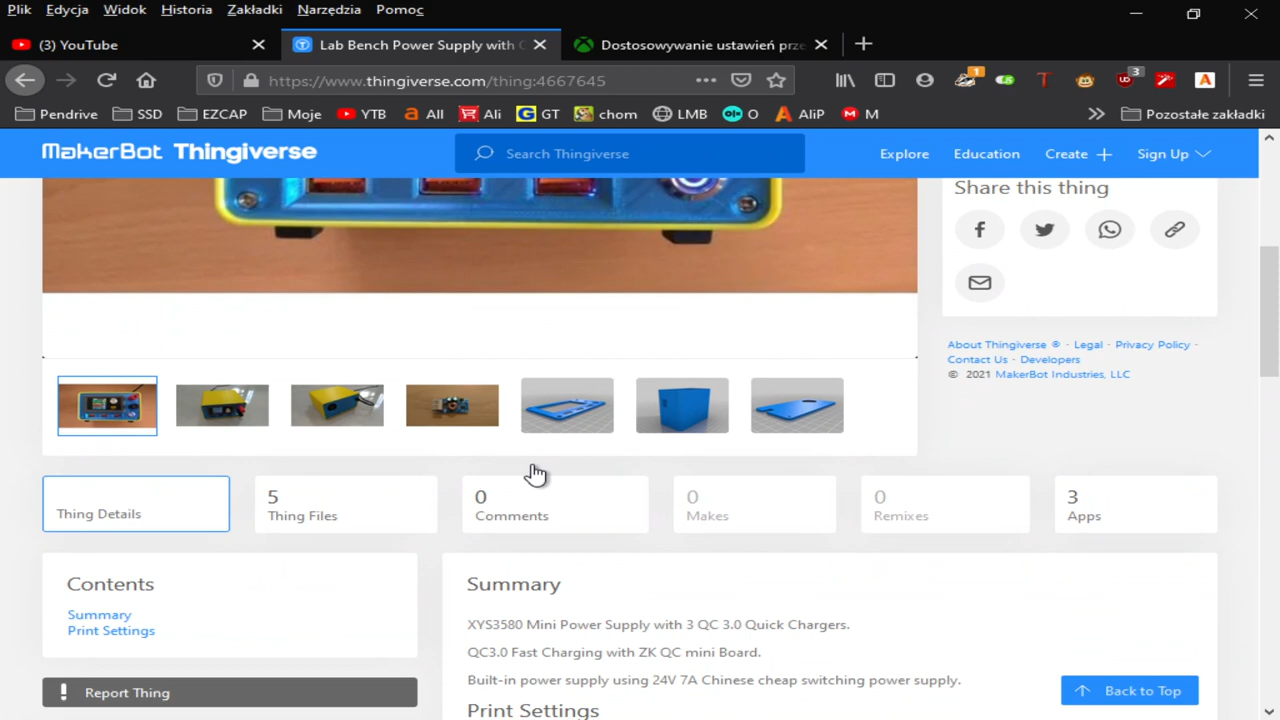 Plik Edycja Widok Historia Zakładki Narzędzia Pomoc
(3) YouTube Lab Bench Power Supply with C Dostosowywanie ustawień prze
https://www.thingiverse.com/thing:4667645 1 3
Pendrive SSD EZCAP Moje YTB All Ali GT chom LMB O AliP M Pozostałe zakładki
MakerBot Thingiverse Search Thingiverse Explore Education Create Sign Up
Share this thing
About Thingiverse ® · Legal · Privacy Policy ·
Contact Us · Developers
© 2021 MakerBot Industries, LLC
5 0 0 0 3
Thing Details Thing Files Comments Makes Remixes Apps
Contents
Summary
Print Settings
Report Thing
Summary
XYS3580 Mini Power Supply with 3 QC 3.0 Quick Chargers.
QC3.0 Fast Charging with ZK QC mini Board.
Built-in power supply using 24V 7A Chinese cheap switching power supply.
Print Settings
Back to Top